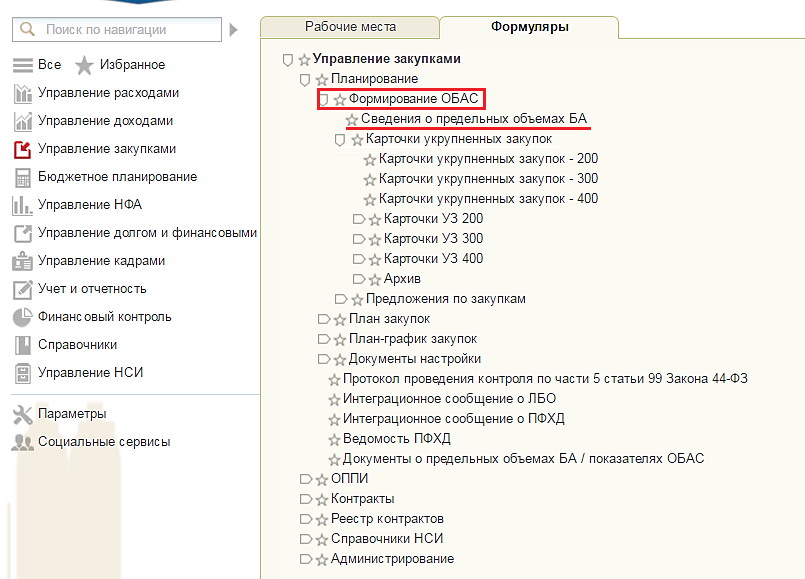 Поиск по навигации
Все
Избранное
Управление расходами
Управление доходами
Управление закупками
Бюджетное планирование
Управление НФА
Управление долгом и финансовыми
Управление кадрами
Учет и отчетность
Финансовый контроль
Справочники
Управление НСИ
Параметры
Социальные сервисы
Рабочие места
Формуляры
Управление закупками
Планирование
Формирование ОБАС
Сведения о предельных объемах БА
Карточки укрупненных закупок
Карточки укрупненных закупок - 200
Карточки укрупненных закупок - 300
Карточки укрупненных закупок - 400
Карточки УЗ 200
Карточки УЗ 300
Карточки УЗ 400
Архив
Предложения по закупкам
План закупок
План-график закупок
Документы настройки
Протокол проведения контроля по части 5 статьи 99 Закона 44-ФЗ
Интеграционное сообщение о ЛБО
Интеграционное сообщение о ПФХД
Ведомость ПФХД
Документы о предельных объемах БА / показателях ОБАС
ОППИ
Контракты
Реестр контрактов
Справочники НСИ
Администрирование